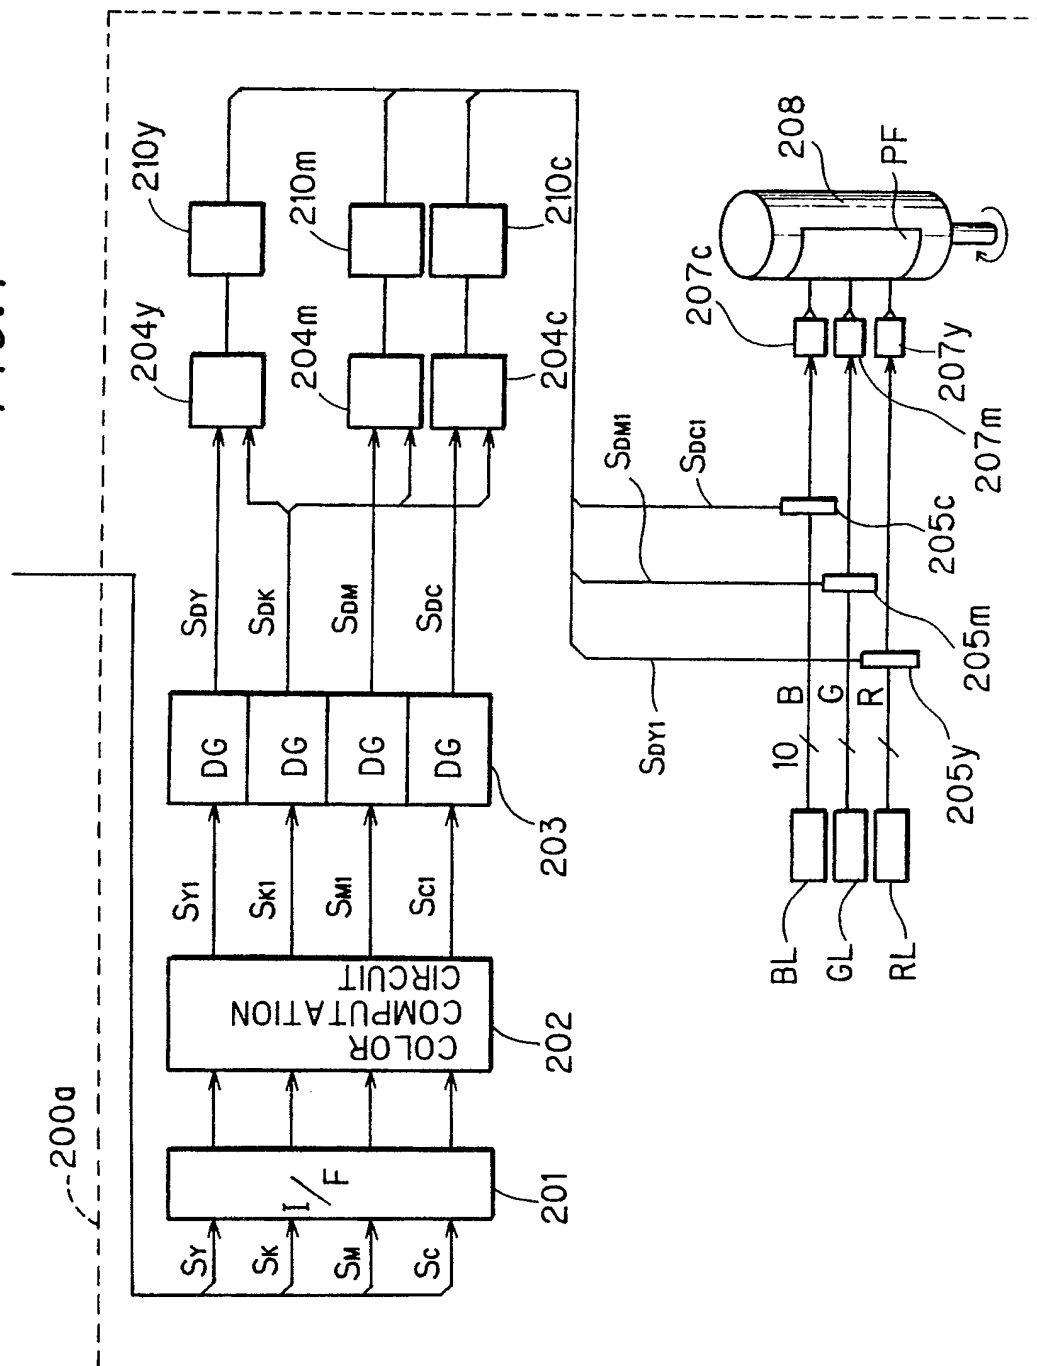 200a
SY
SK
SM
SC
I/F
201
COLOR
COMPUTATION
CIRCUIT
202
SY1
SK1
SM1
SC1
DG
DG
DG
DG
203
SDY
SDK
SDM
SDC
204y
204m
204c
210y
210m
210c
SDY1
SDM1
SDC1
BL
GL
RL
10
B
G
R
205y
205m
205c
207c
207y
207m
208
PF